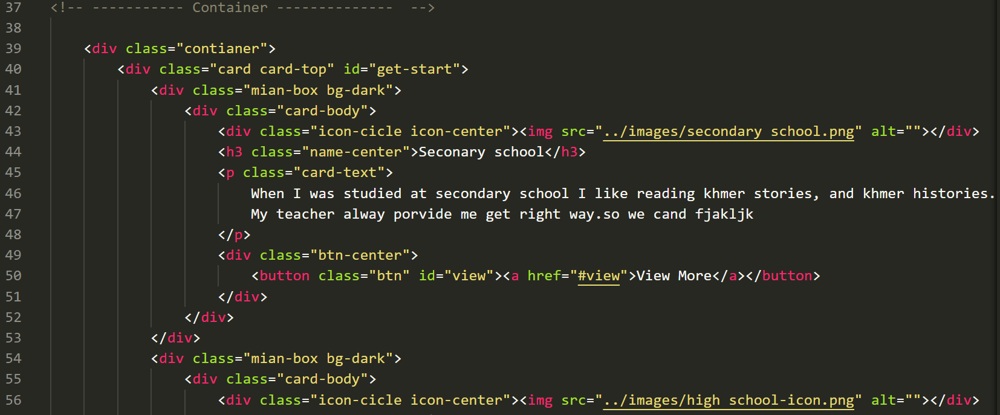 37 <!-- ----------- Container -------------- -->
38
39 <div class="contianer">
40 <div class="card card-top" id="get-start">
41 <div class="mian-box bg-dark">
42 <div class="card-body">
43 <div class="icon-cicle icon-center"><img src="../images/secondary school.png" alt=""></div>
44 <h3 class="name-center">Seconary school</h3>
45 <p class="card-text">
46 When I was studied at secondary school I like reading khmer stories, and khmer histories.
47 My teacher alway porvide me get right way.so we cand fjakljk
48 </p>
49 <div class="btn-center">
50 <button class="btn" id="view"><a href="#view">View More</a></button>
51 </div>
52 </div>
53 </div>
54 <div class="mian-box bg-dark">
55 <div class="card-body">
56 <div class="icon-cicle icon-center"><img src="../images/high school-icon.png" alt=""></div>